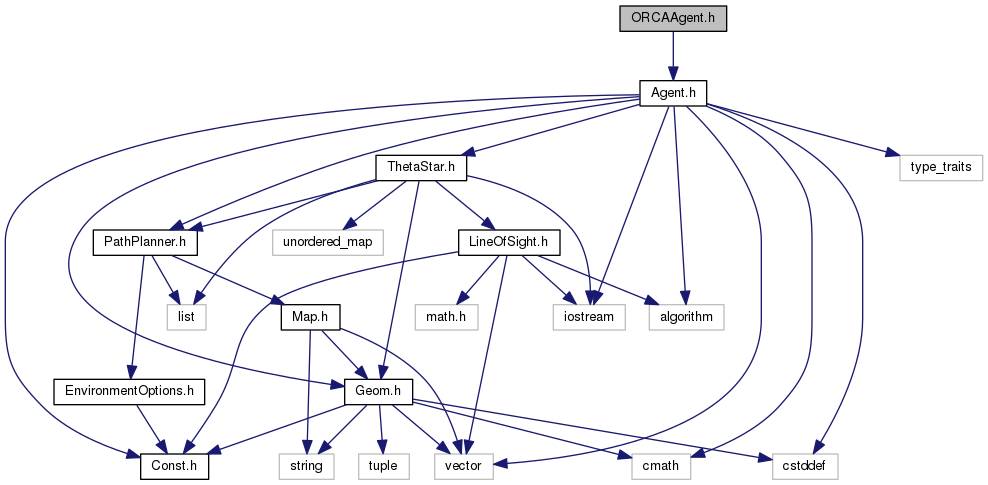 ORCAAgent.h
Agent.h
ThetaStar.h
type_traits
PathPlanner.h
unordered_map
LineOfSight.h
list
Map.h
math.h
iostream
algorithm
EnvironmentOptions.h
Geom.h
Const.h
string
tuple
vector
cmath
cstddef